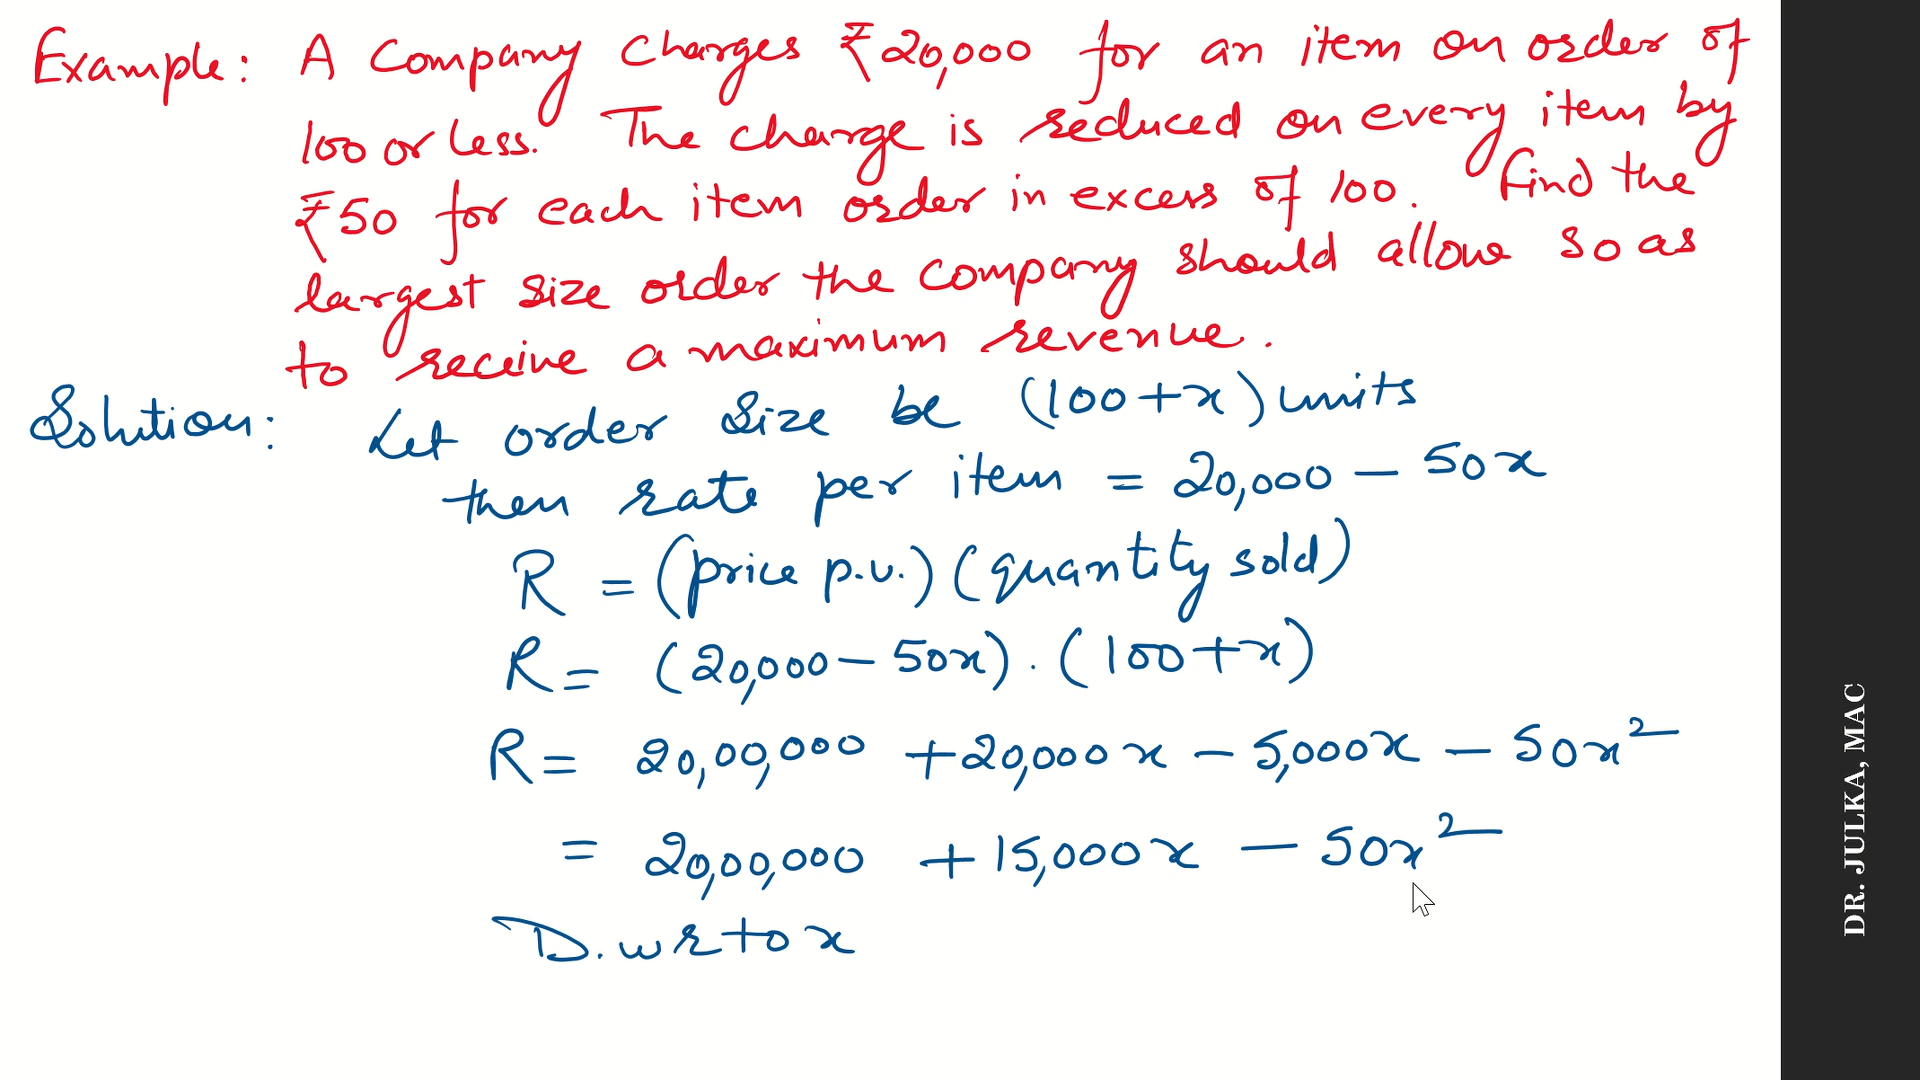 Example: A Company charges ₹20,000 for an item on order of
100 or less. The charge is reduced on every item by
₹50 for each item order in excess of 100. Find the
largest size order the company should allow so as
to receive a maximum revenue.
Solution: Let order size be (100+x) units
then rate per item = 20,000 - 50x
R = (price p.u.) (quantity sold)
R = (20,000 - 50x) . (100+x)
R = 20,00,000 + 20,000x - 5,000x - 50x²
= 20,00,000 + 15,000x - 50x²
D. wr to x
DR. JULKA, MAC